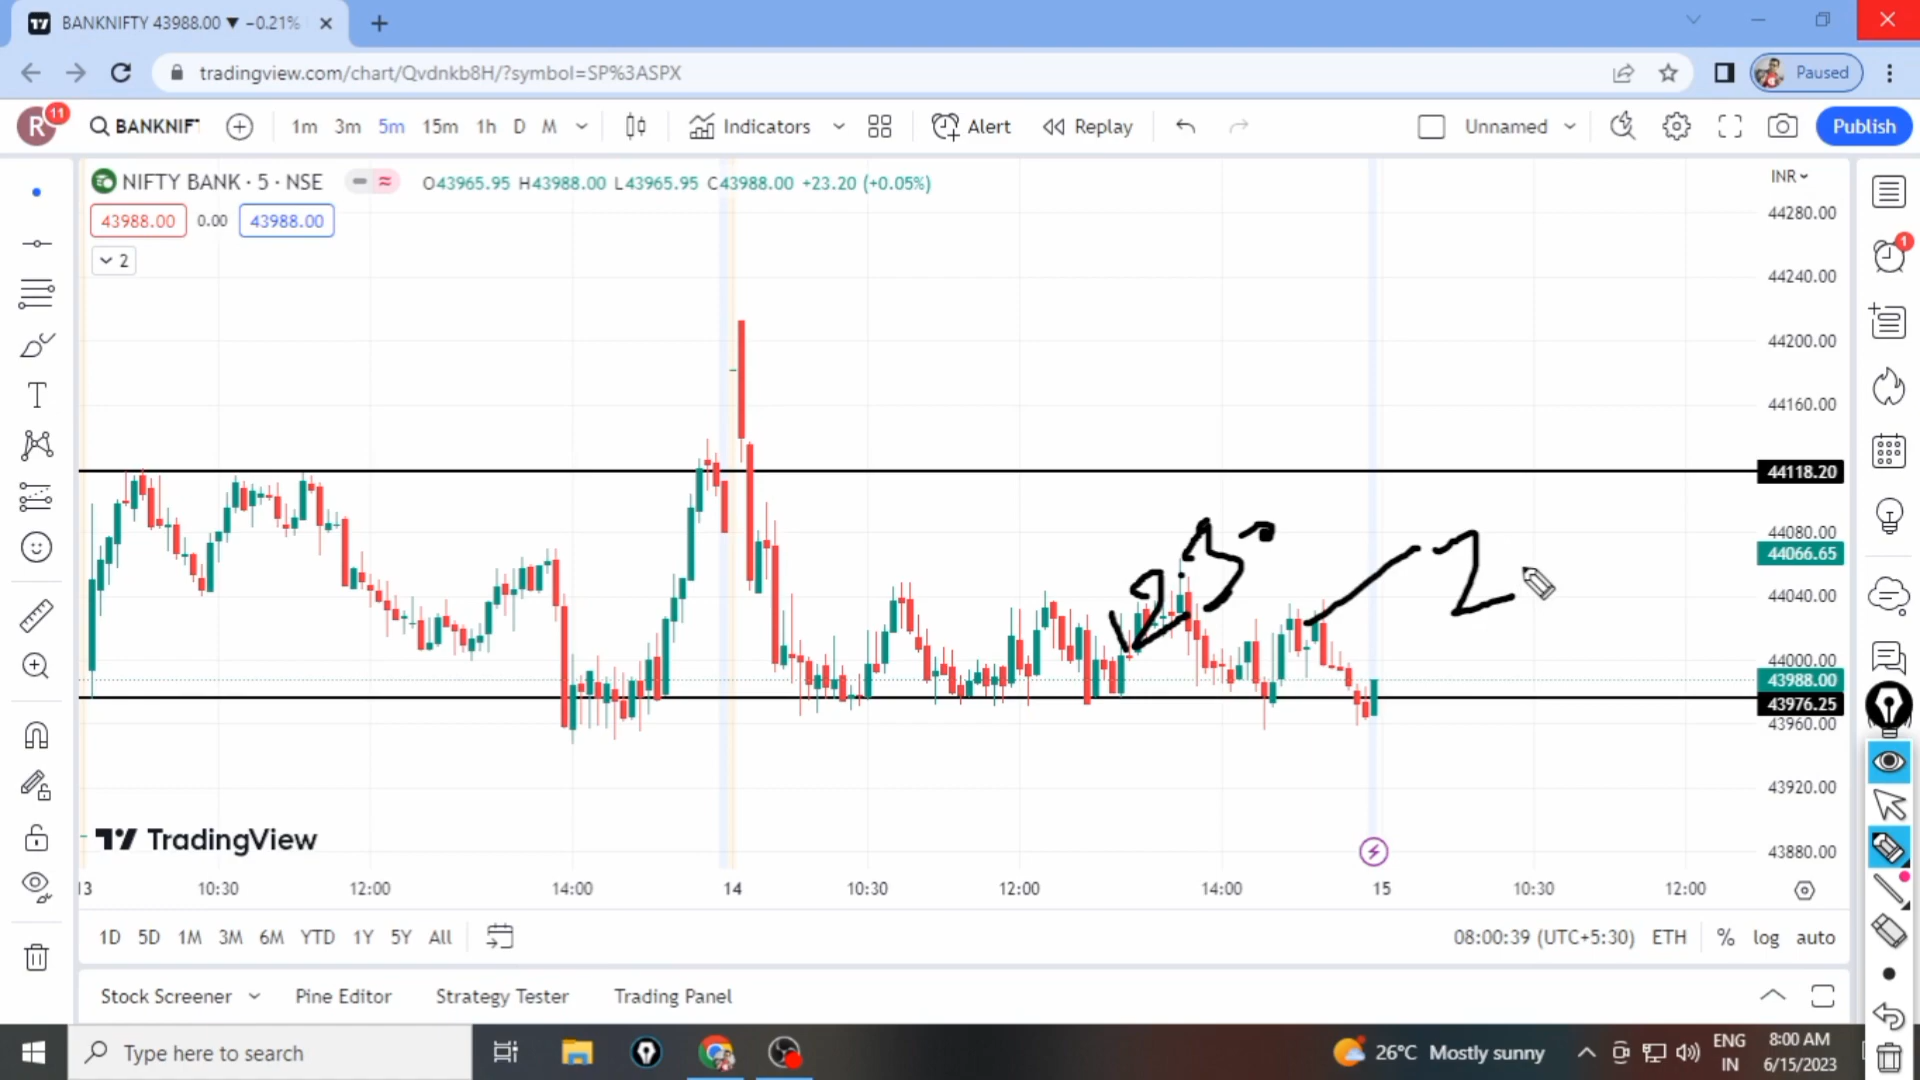 BANKNIFTY 43988.00 ▼ −0.21%
tradingview.com/chart/Qvdnkb8H/?symbol=SP%3ASPX
Paused
R 11
BANKNIF
1m 3m 5m 15m 1h D M
Indicators
Alert
Replay
Unnamed
Publish
NIFTY BANK · 5 · NSE
O43965.95 H43988.00 L43965.95 C43988.00 +23.20 (+0.05%)
INR
43988.00 0.00 43988.00
2
44280.00
44240.00
44200.00
44160.00
44118.20
44080.00
44066.65
44040.00
44000.00
43988.00
43976.25
43960.00
43920.00
43880.00
1
2
TradingView
13 10:30 12:00 14:00 14 10:30 12:00 14:00 15 10:30 12:00
1D 5D 1M 3M 6M YTD 1Y 5Y All
08:00:39 (UTC+5:30) ETH % log auto
Stock Screener Pine Editor Strategy Tester Trading Panel
Type here to search
26°C Mostly sunny
ENG
IN
8:00 AM
6/15/2023